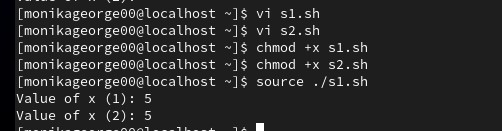 [monikageorge00@localhost ~]$ vi s1.sh
[monikageorge00@localhost ~]$ vi s2.sh
[monikageorge00@localhost ~]$ chmod +x s1.sh
[monikageorge00@localhost ~]$ chmod +x s2.sh
[monikageorge00@localhost ~]$ source ./s1.sh
Value of x (1): 5
Value of x (2): 5
[monikageorge00@localhost ~]$